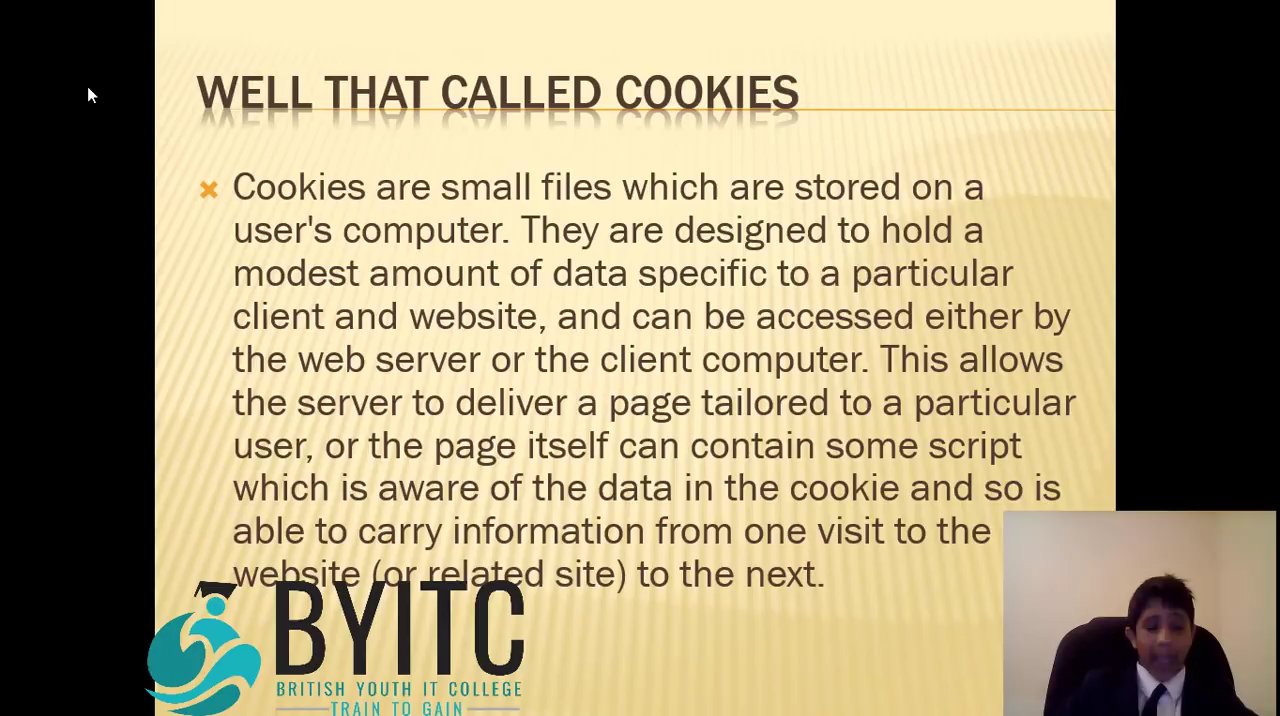 WELL THAT CALLED COOKIES
Cookies are small files which are stored on a
user's computer. They are designed to hold a
modest amount of data specific to a particular
client and website, and can be accessed either by
the web server or the client computer. This allows
the server to deliver a page tailored to a particular
user, or the page itself can contain some script
which is aware of the data in the cookie and so is
able to carry information from one visit to the
website (or related site) to the next.
BYITC
BRITISH YOUTH IT COLLEGE
TRAIN TO GAIN